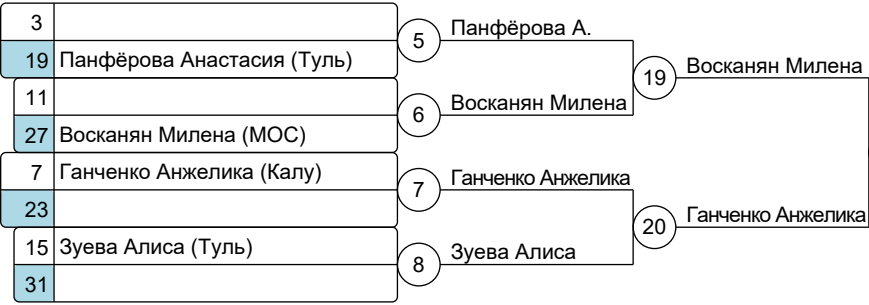 3
19 Панфёрова Анастасия (Туль)
5 Панфёрова А.
11
27 Восканян Милена (МОС)
6 Восканян Милена
19 Восканян Милена
7 Ганченко Анжелика (Калу)
23
7 Ганченко Анжелика
15 Зуева Алиса (Туль)
31
8 Зуева Алиса
20 Ганченко Анжелика